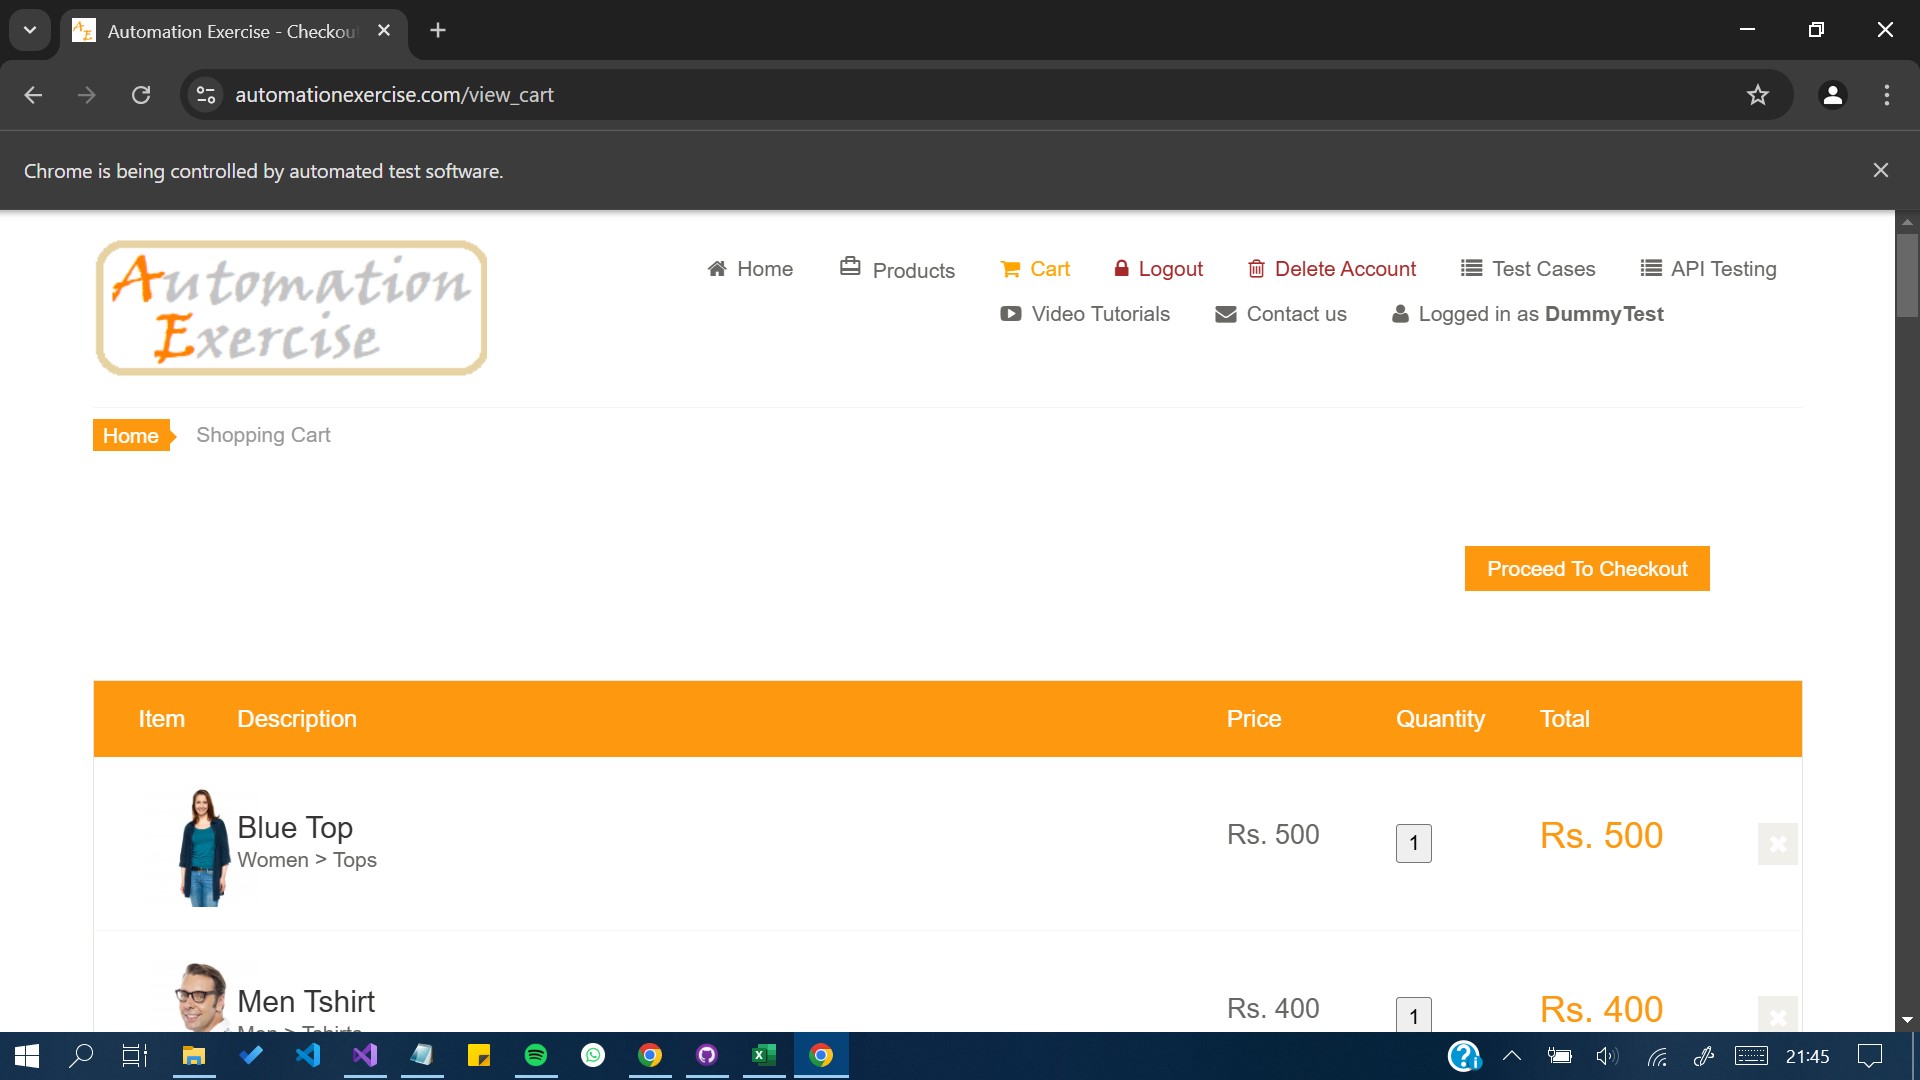 Automation Exercise - Checkou
automationexercise.com/view_cart
Chrome is being controlled by automated test software.
Automation
Exercise
Home
Products
Cart
Logout
Delete Account
Test Cases
API Testing
Video Tutorials
Contact us
Logged in as DummyTest
Home
Shopping Cart
Proceed To Checkout
Item Description Price Quantity Total
Blue Top
Women > Tops
Rs. 500
1
Rs. 500
Men Tshirt
Men > Tshirts
Rs. 400
1
Rs. 400
21:45